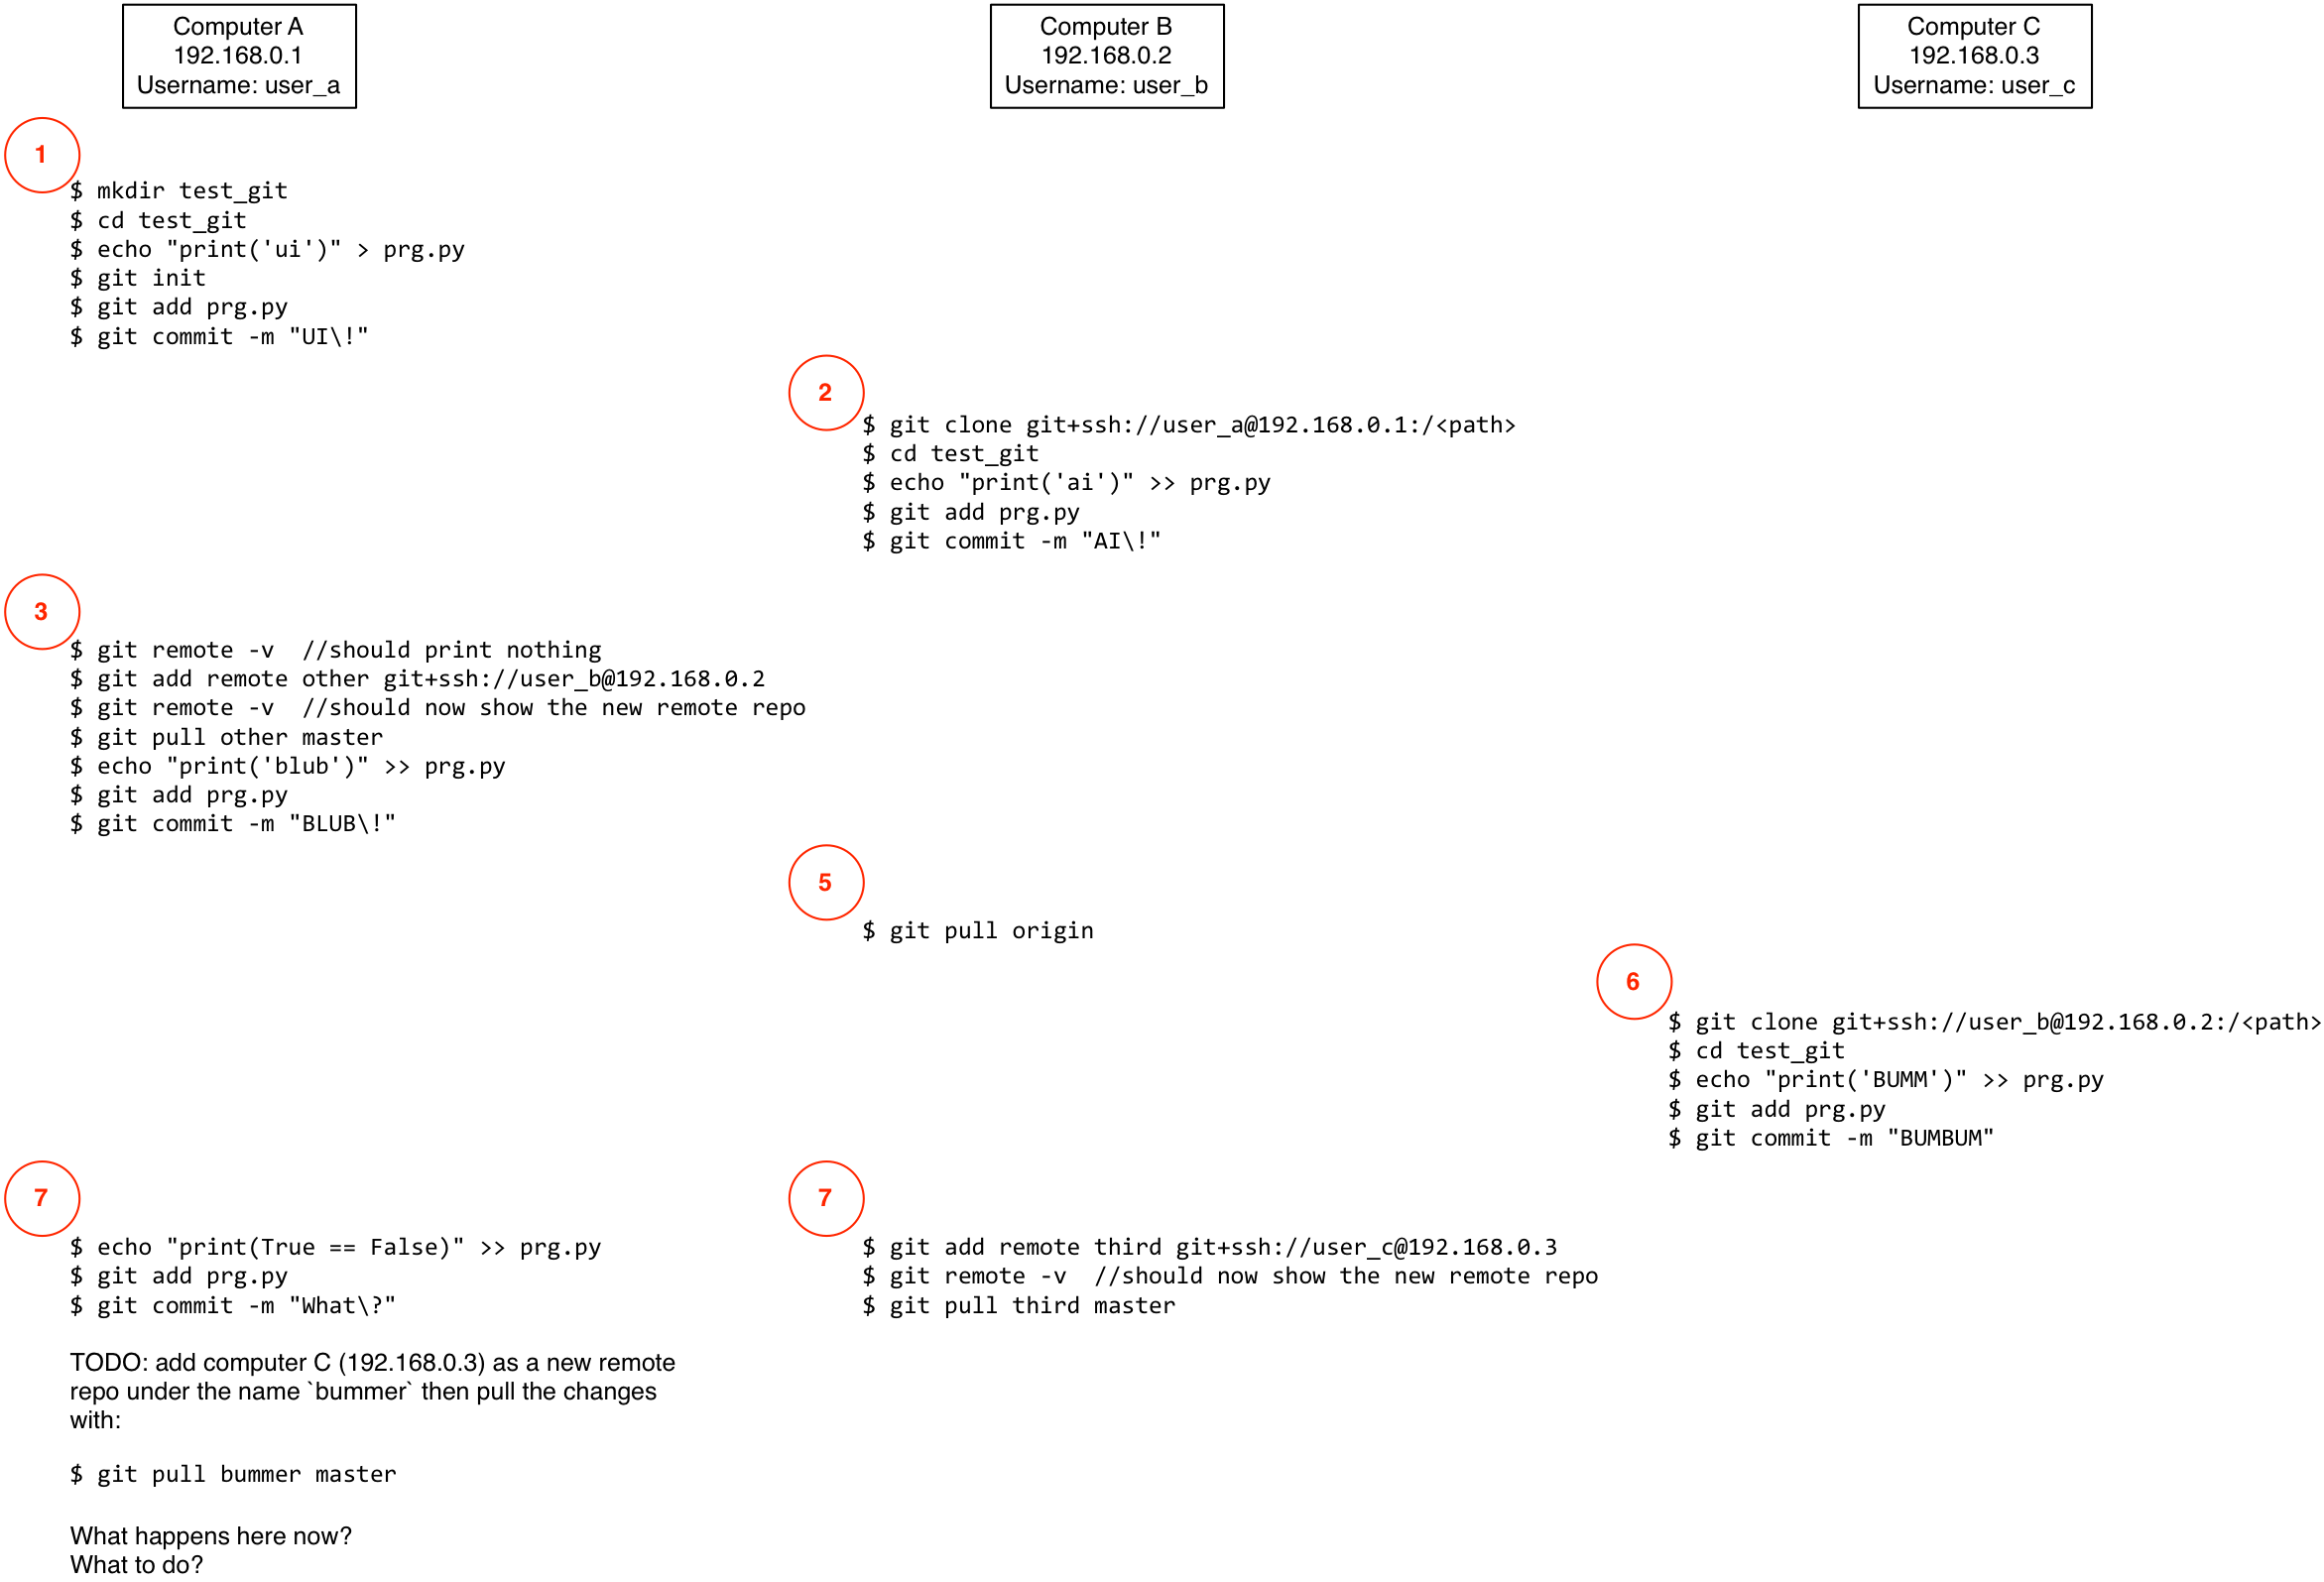 Computer A
192.168.0.1
Username: user_a
Computer B
192.168.0.2
Username: user_b
Computer C
192.168.0.3
Username: user_c
1
$ mkdir test_git
$ cd test_git
$ echo "print('ui')" > prg.py
$ git init
$ git add prg.py
$ git commit -m "UI\!"
2
$ git clone git+ssh://user_a@192.168.0.1:/<path>
$ cd test_git
$ echo "print('ai')" >> prg.py
$ git add prg.py
$ git commit -m "AI\!"
3
$ git remote -v  //should print nothing
$ git add remote other git+ssh://user_b@192.168.0.2
$ git remote -v  //should now show the new remote repo
$ git pull other master
$ echo "print('blub')" >> prg.py
$ git add prg.py
$ git commit -m "BLUB\!"
5
$ git pull origin
6
$ git clone git+ssh://user_b@192.168.0.2:/<path>
$ cd test_git
$ echo "print('BUMM')" >> prg.py
$ git add prg.py
$ git commit -m "BUMBUM"
7
$ echo "print(True == False)" >> prg.py
$ git add prg.py
$ git commit -m "What\?"
TODO: add computer C (192.168.0.3) as a new remote
repo under the name `bummer` then pull the changes
with:
$ git pull bummer master
What happens here now?
What to do?
7
$ git add remote third git+ssh://user_c@192.168.0.3
$ git remote -v  //should now show the new remote repo
$ git pull third master